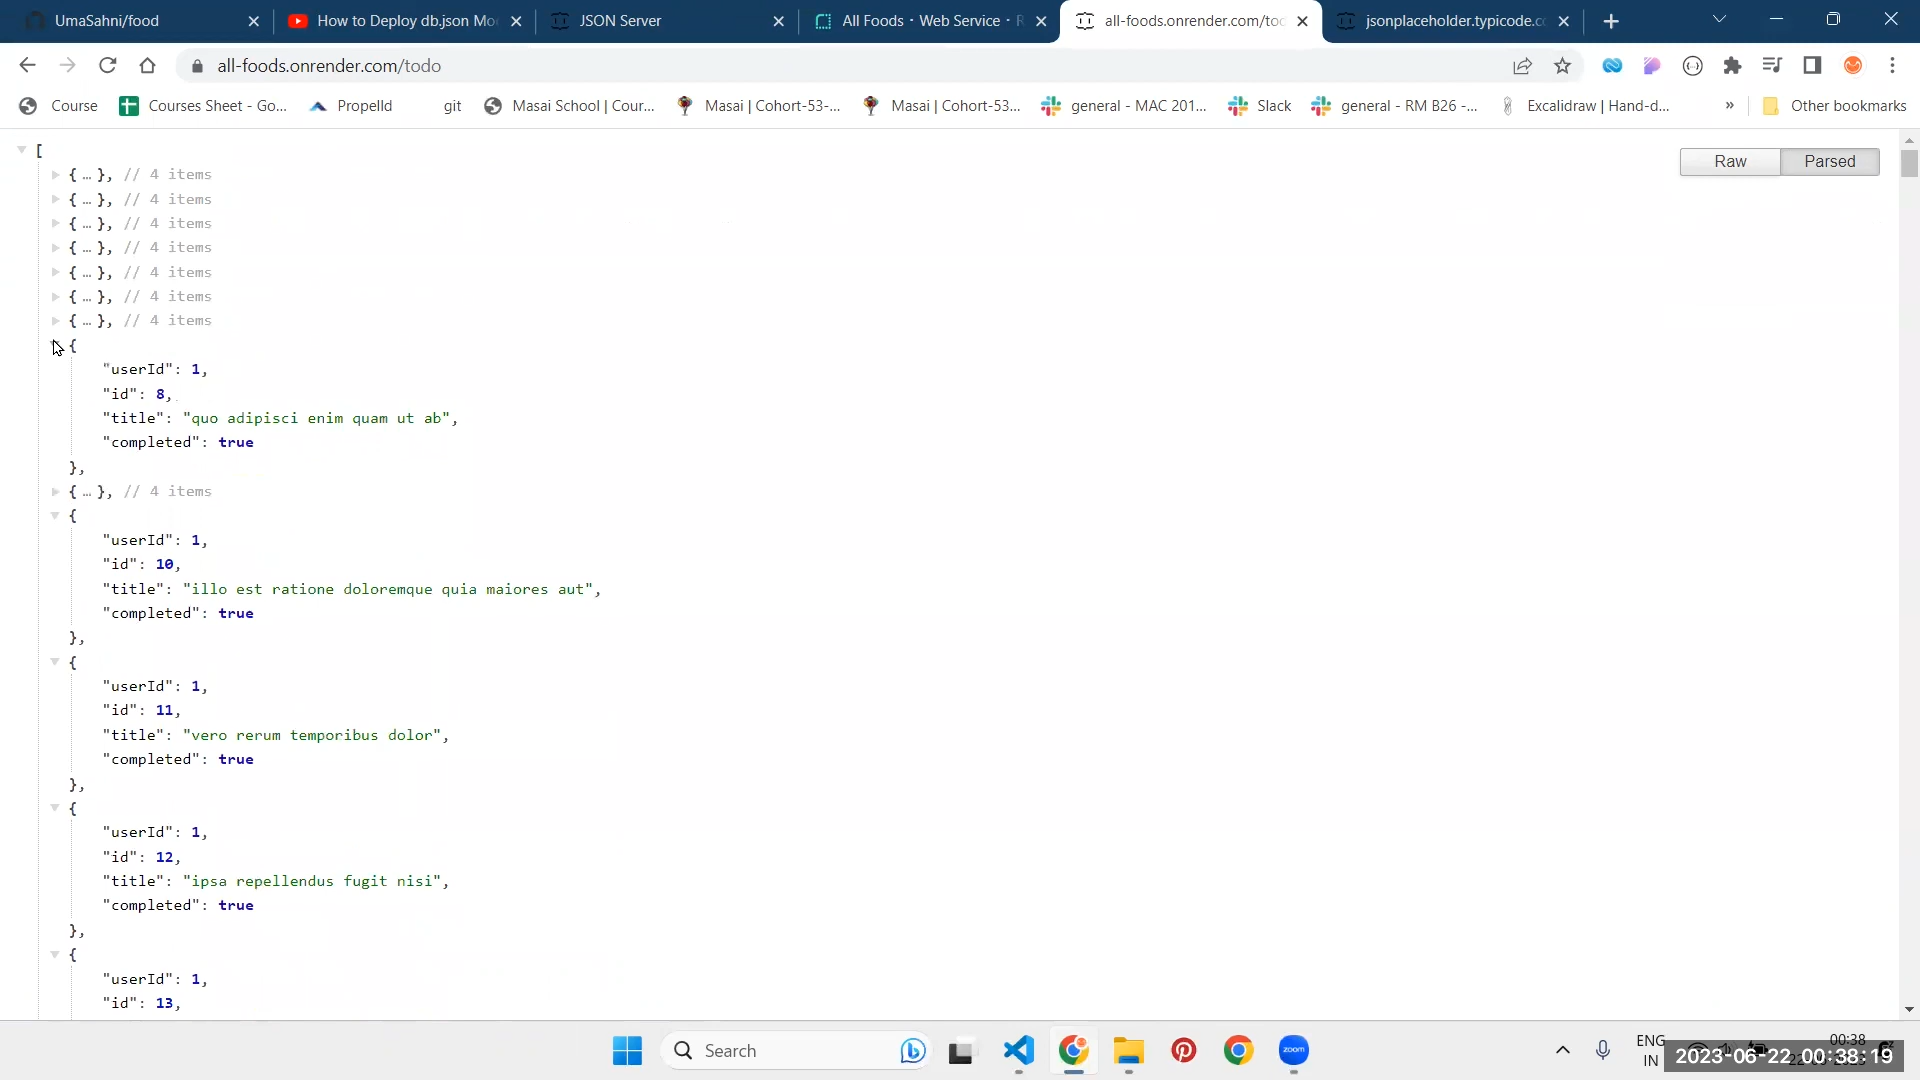 UmaSahni/food
How to Deploy db.json Mo
JSON Server
All Foods · Web Service · R
all-foods.onrender.com/tod
jsonplaceholder.typicode.co
all-foods.onrender.com/todo
Course
Courses Sheet - Go...
Propelld
git
Masai School | Cour...
Masai | Cohort-53-...
Masai | Cohort-53...
general - MAC 201...
Slack
general - RM B26 -...
Excalidraw | Hand-d...
»
Other bookmarks
Raw
Parsed
[
{ … }, // 4 items
{ … }, // 4 items
{ … }, // 4 items
{ … }, // 4 items
{ … }, // 4 items
{ … }, // 4 items
{ … }, // 4 items
{
"userId": 1,
"id": 8,
"title": "quo adipisci enim quam ut ab",
"completed": true
},
{ … }, // 4 items
{
"userId": 1,
"id": 10,
"title": "illo est ratione doloremque quia maiores aut",
"completed": true
},
{
"userId": 1,
"id": 11,
"title": "vero rerum temporibus dolor",
"completed": true
},
{
"userId": 1,
"id": 12,
"title": "ipsa repellendus fugit nisi",
"completed": true
},
{
"userId": 1,
"id": 13,
Search
zoom
ENG
IN
00:38
2023-06-22 00:38:19